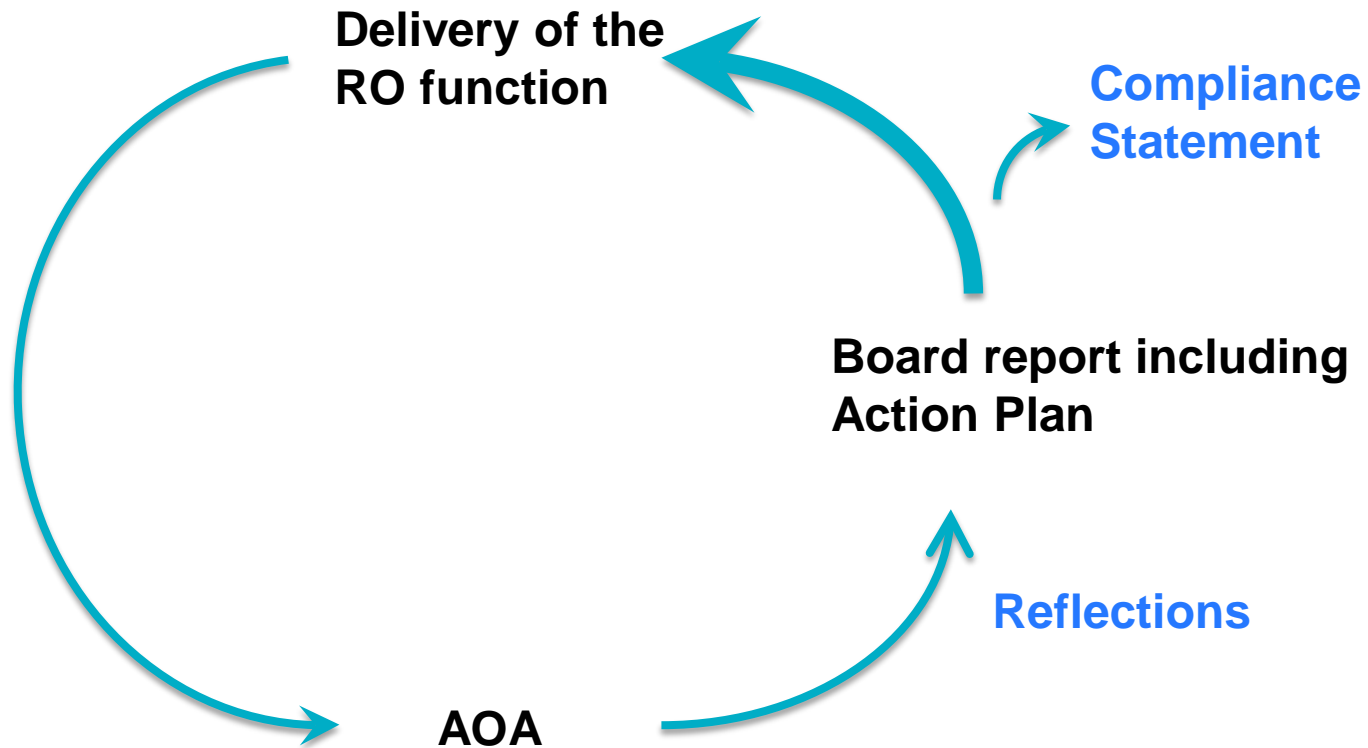 Delivery of the
RO function
Compliance
Statement
Board report including
Action Plan
Reflections
AOA